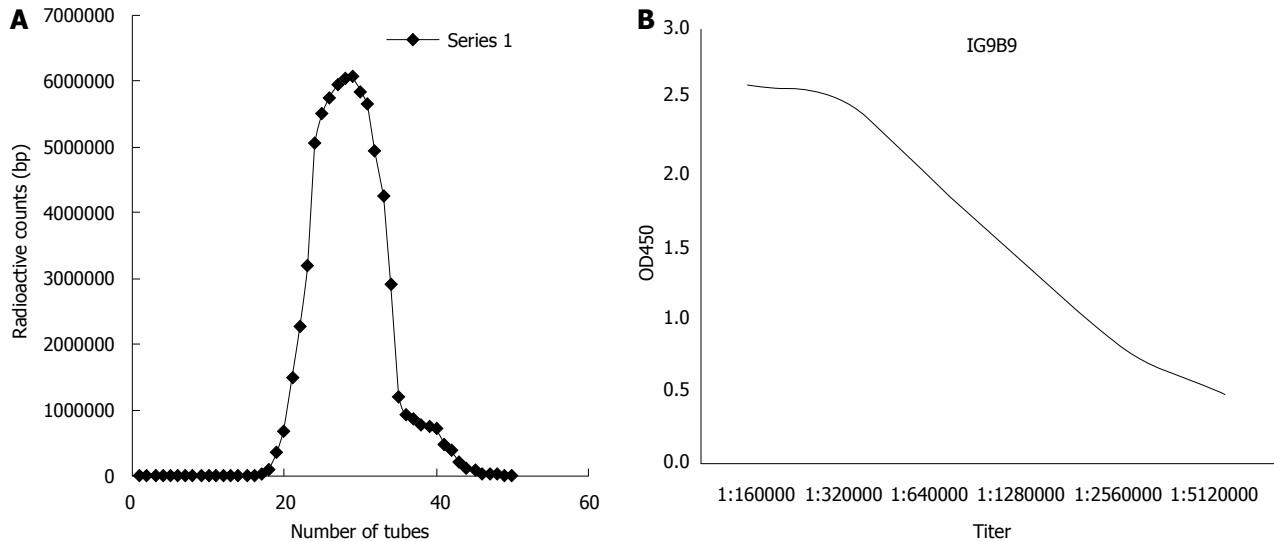 A
Series 1
7000000
6000000
5000000
4000000
3000000
2000000
1000000
0
Radioactive counts (bp)
0 20 40 60
Number of tubes
B
IG9B9
3.0
2.5
2.0
1.5
1.0
0.5
0.0
OD450
1:160000 1:320000 1:640000 1:1280000 1:2560000 1:5120000
Titer